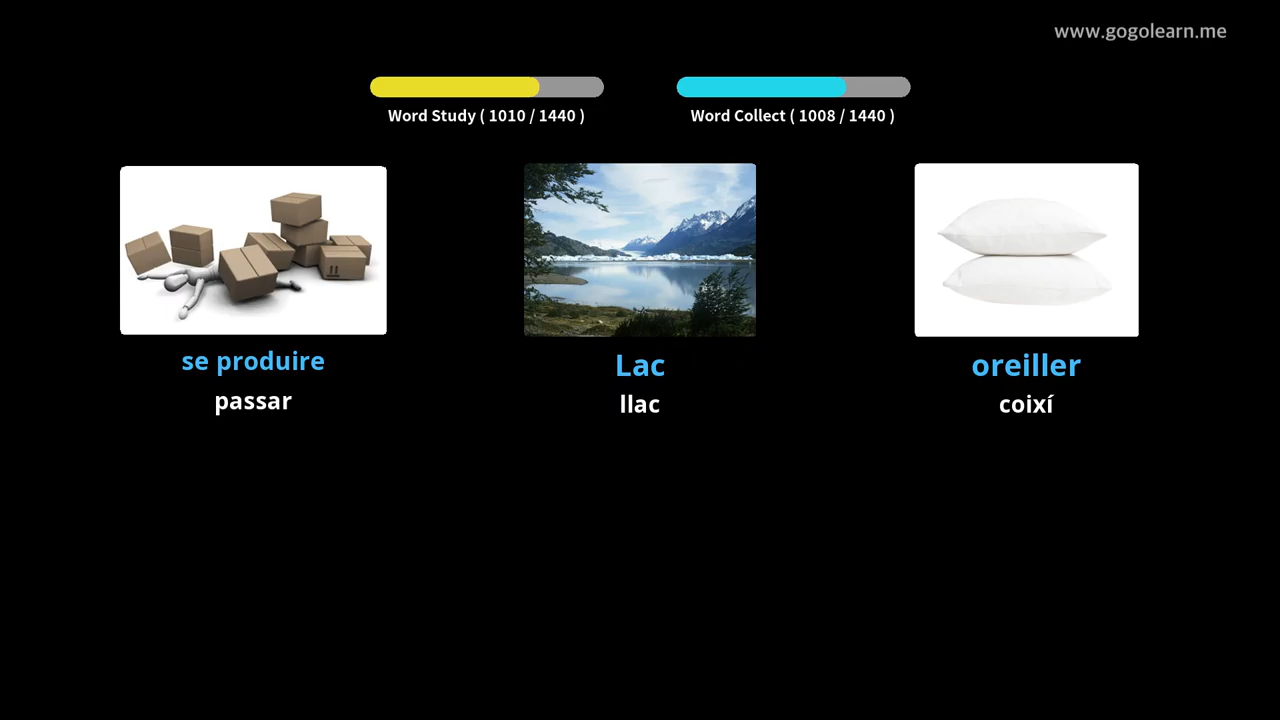 www.gogolearn.me
Word Study ( 1010 / 1440 )
Word Collect ( 1008 / 1440 )
se produire
passar
Lac
llac
oreiller
coixí